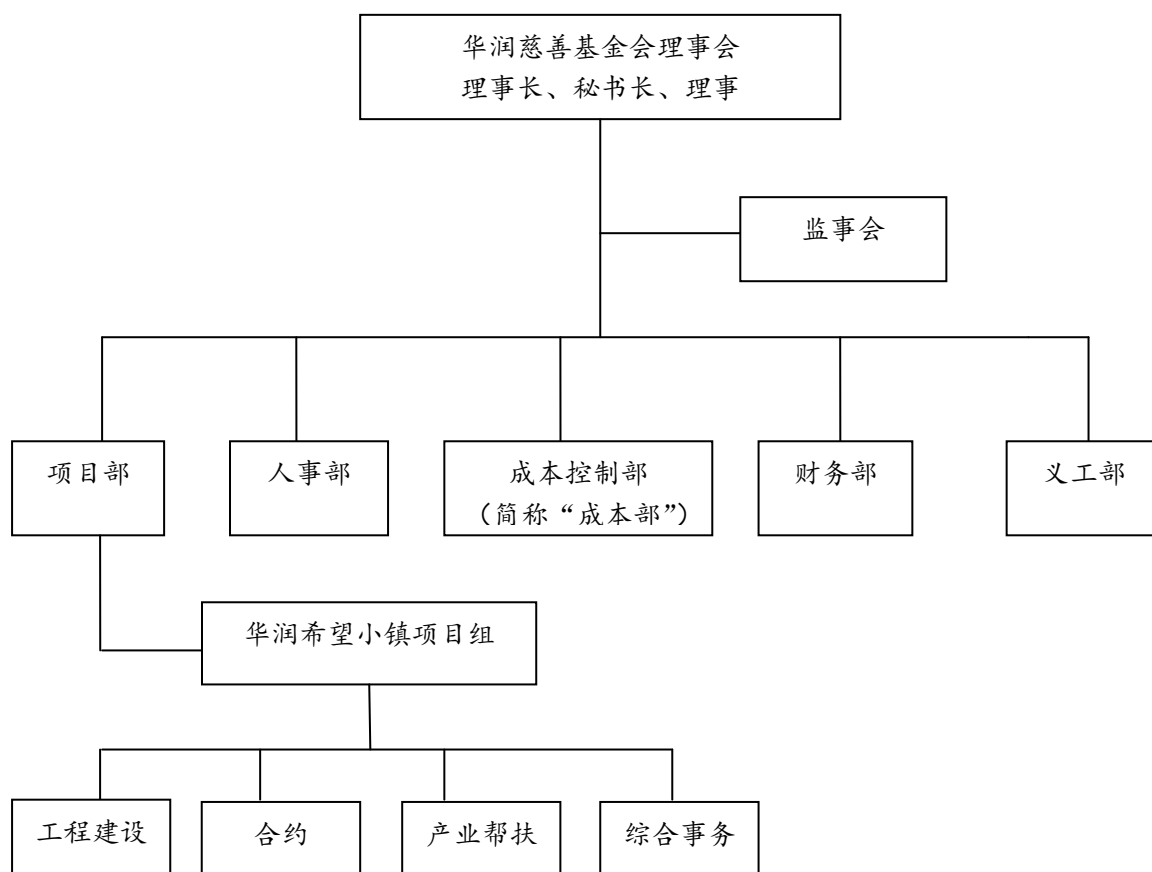 华润慈善基金会理事会
理事长、秘书长、理事
监事会
项目部
人事部
成本控制部
（简称“成本部”）
财务部
义工部
华润希望小镇项目组
工程建设
合约
产业帮扶
综合事务